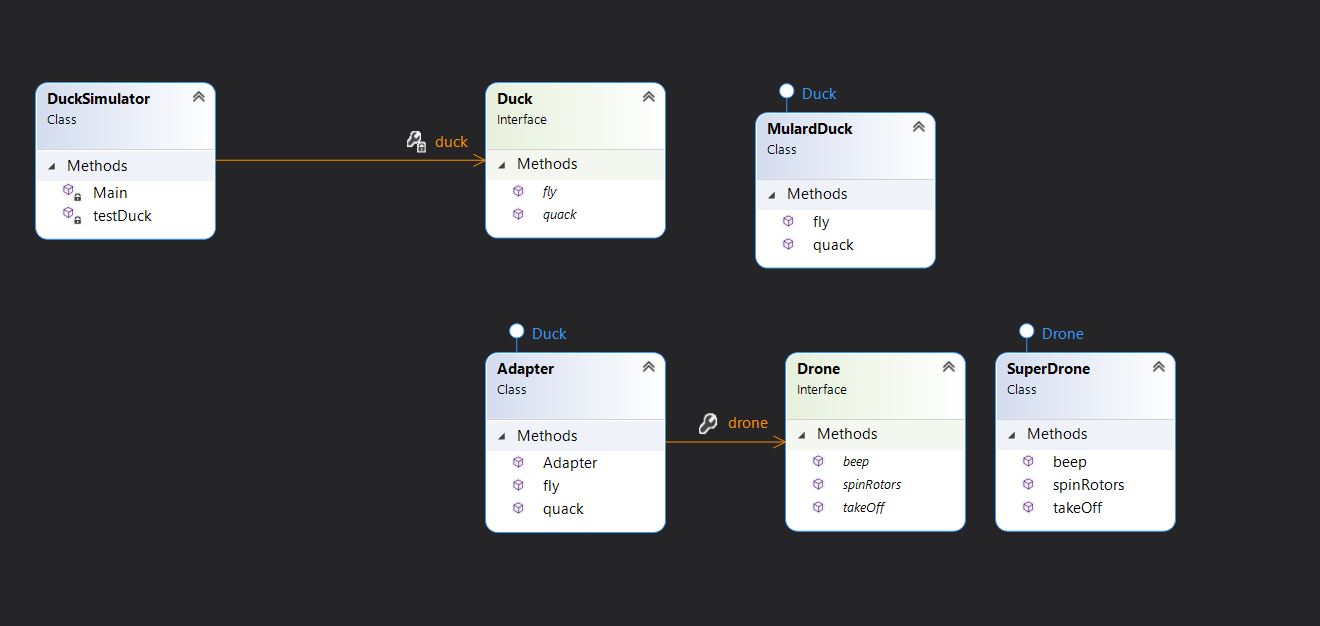 DuckSimulator
Class
Methods
Main
testDuck
duck
Duck
Interface
Methods
fly
quack
Duck
MulardDuck
Class
Methods
fly
quack
Duck
Adapter
Class
Methods
Adapter
fly
quack
drone
Drone
Interface
Methods
beep
spinRotors
takeOff
Drone
SuperDrone
Class
Methods
beep
spinRotors
takeOff